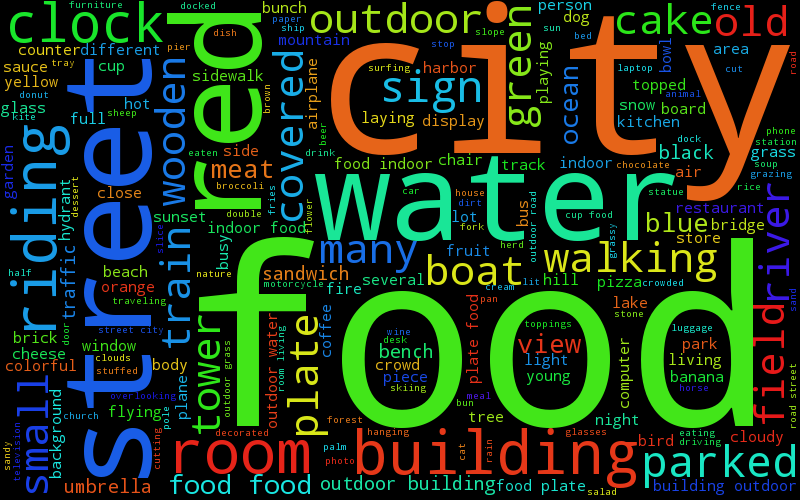 furniture
docked
clock
bunch
paper
ship
outdoor
person
dog
cake
old
fence
counter
different
pier
dish
mountain
stop
slope
sun
bed
city
area
road
sauce
tray
cup
sidewalk
covered
airplane
surfing
harbor
green
playing
ocean
laptop
cut
bowl
yellow
donut
sheep
hot
wooden
red
brown
sign
topped
animal
glass
kite
full
street
laying
display
snow
board
kitchen
phone
station
riding
eaten
side
beer
drink
food indoor
chair
track
indoor
chocolate
dock
black
grass
soup
grazing
garden
hydrant
close
dessert
meat
broccoli
fries
water
car
house
dirt
air
statue
rice
river
sunset
double
flower
lot
fork
bus
outdoor road
cup food
grassy
restaurant
slice
indoor food
busy
many
fruit
herd
blue
bridge
store
traffic
train
beach
nature
sandwich
motorcycle
fire
several
boat
cream
lit
walking
hill
pizza
crowded
half
door
orange
traveling
food
pan
lake
stone
sand
field
brick
street city
cheese
window
clouds
colorful
stuffed
body
tower
outdoor grass
outdoor water
room living
plate
coffee
wine
desk
bench
crowd
piece
skiing
plate food
toppings
view
light
young
computer
luggage
park
living
banana
horse
road street
small
background
overlooking
plane
meal
bun
church
flying
pole
tree
night
eating
driving
sandy
television
cutting
decorated
room
forest
hanging
palm
photo
building
cat
rain
glasses
bird
cloudy
parked
umbrella
food food
outdoor building
food plate
salad
building outdoor